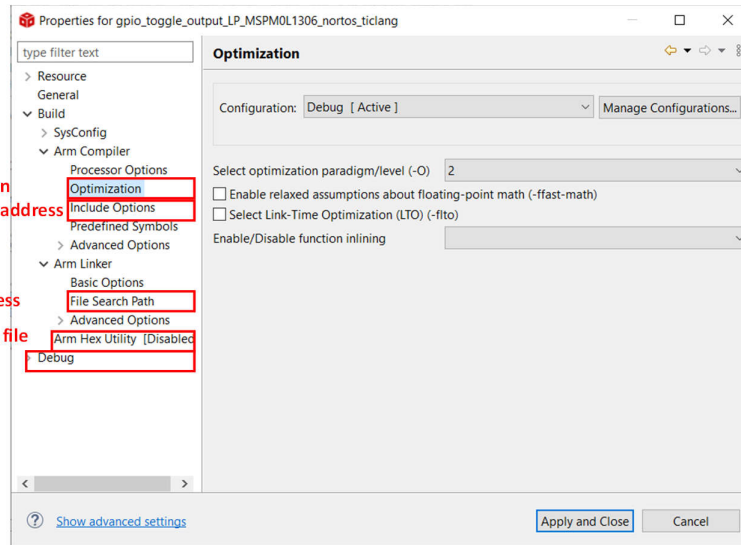 Properties for gpio_toggle_output_LP_MSPM0L1306_nortos_ticlang
type filter text
Optimization
Resource
General
Build
SysConfig
Arm Compiler
Processor Options
Optimization
Include Options
Predefined Symbols
Advanced Options
Arm Linker
Basic Options
File Search Path
Advanced Options
Arm Hex Utility [Disabled
Debug
n
address
ess
file
Configuration: Debug [ Active ]
Manage Configurations...
Select optimization paradigm/level (-O) 2
Enable relaxed assumptions about floating-point math (-ffast-math)
Select Link-Time Optimization (LTO) (-flto)
Enable/Disable function inlining
? Show advanced settings
Apply and Close
Cancel